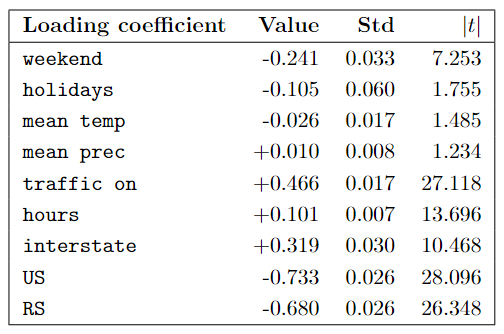 Loading coefficient Value Std |t|
weekend -0.241 0.033 7.253
holidays -0.105 0.060 1.755
mean temp -0.026 0.017 1.485
mean prec +0.010 0.008 1.234
traffic on +0.466 0.017 27.118
hours +0.101 0.007 13.696
interstate +0.319 0.030 10.468
US -0.733 0.026 28.096
RS -0.680 0.026 26.348